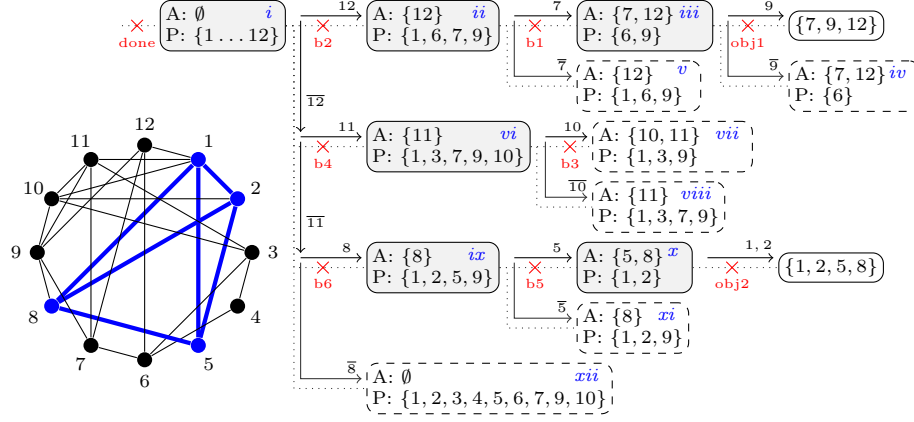 A: ∅ i
P: {1 . . . 12}
done
12
b2
A: {12} ii
P: {1, 6, 7, 9}
7
b1
A: {7, 12} iii
P: {6, 9}
9
obj1
{7, 9, 12}
7̅
A: {12} v
P: {1, 6, 9}
9̅
A: {7, 12} iv
P: {6}
1̅2̅
11
b4
A: {11} vi
P: {1, 3, 7, 9, 10}
10
b3
A: {10, 11} vii
P: {1, 3, 9}
1̅0̅
A: {11} viii
P: {1, 3, 7, 9}
1̅1̅
8
b6
A: {8} ix
P: {1, 2, 5, 9}
5
b5
A: {5, 8} x
P: {1, 2}
1, 2
obj2
{1, 2, 5, 8}
5̅
A: {8} xi
P: {1, 2, 9}
8̅
A: ∅ xii
P: {1, 2, 3, 4, 5, 6, 7, 9, 10}
12
11
1
10
2
9
3
8
4
7
5
6